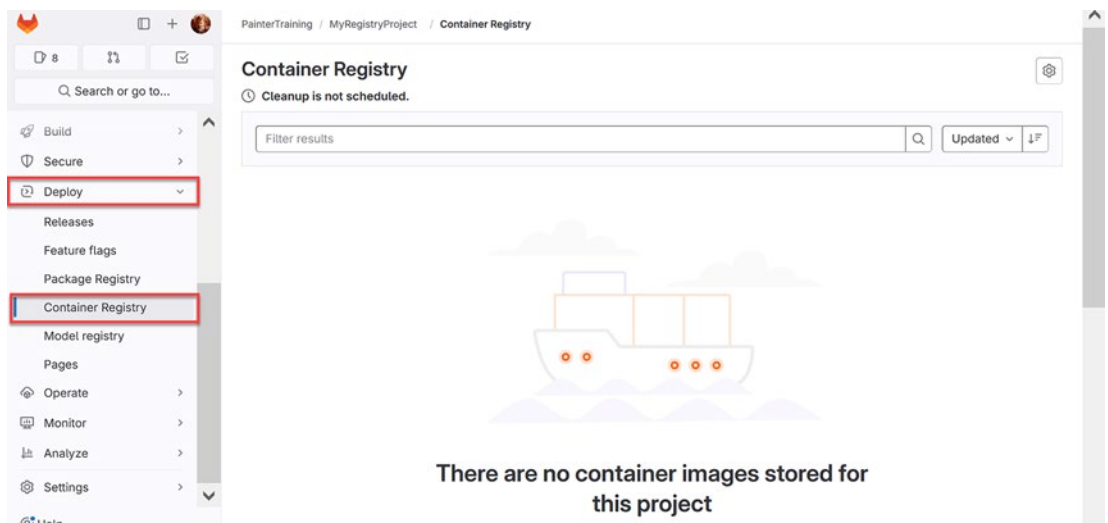 PainterTraining / MyRegistryProject / Container Registry
8
Search or go to...
Build
Secure
Deploy
Releases
Feature flags
Package Registry
Container Registry
Model registry
Pages
Operate
Monitor
Analyze
Settings
Help
Container Registry
Cleanup is not scheduled.
Filter results
Updated
There are no container images stored for
this project